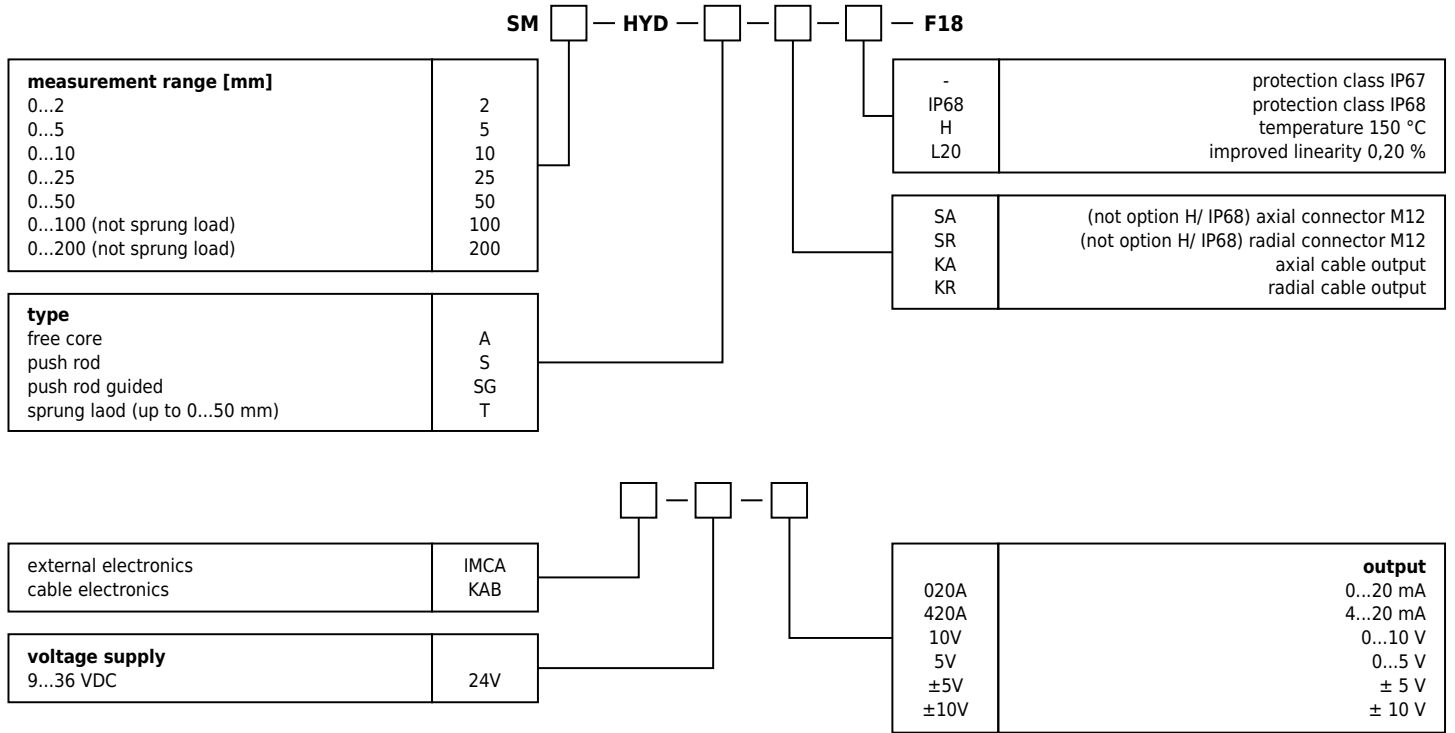 SM — HYD — — — F18
measurement range [mm]
0...2 2
0...5 5
0...10 10
0...25 25
0...50 50
0...100 (not sprung load) 100
0...200 (not sprung load) 200
type
free core A
push rod S
push rod guided SG
sprung laod (up to 0...50 mm) T
- protection class IP67
IP68 protection class IP68
H temperature 150 °C
L20 improved linearity 0,20 %
SA (not option H/ IP68) axial connector M12
SR (not option H/ IP68) radial connector M12
KA axial cable output
KR radial cable output
— —
external electronics IMCA
cable electronics KAB
voltage supply
9...36 VDC 24V
output
020A 0...20 mA
420A 4...20 mA
10V 0...10 V
5V 0...5 V
±5V ± 5 V
±10V ± 10 V